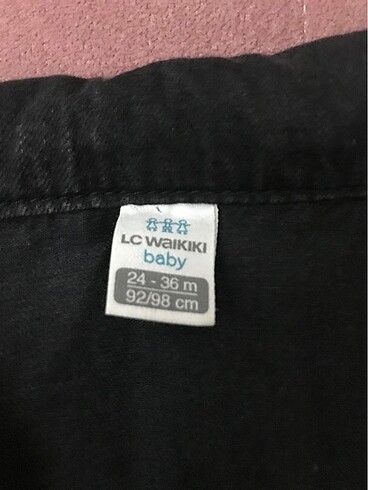 LC WAIKIKI
baby
24 - 36 m
92/98 cm